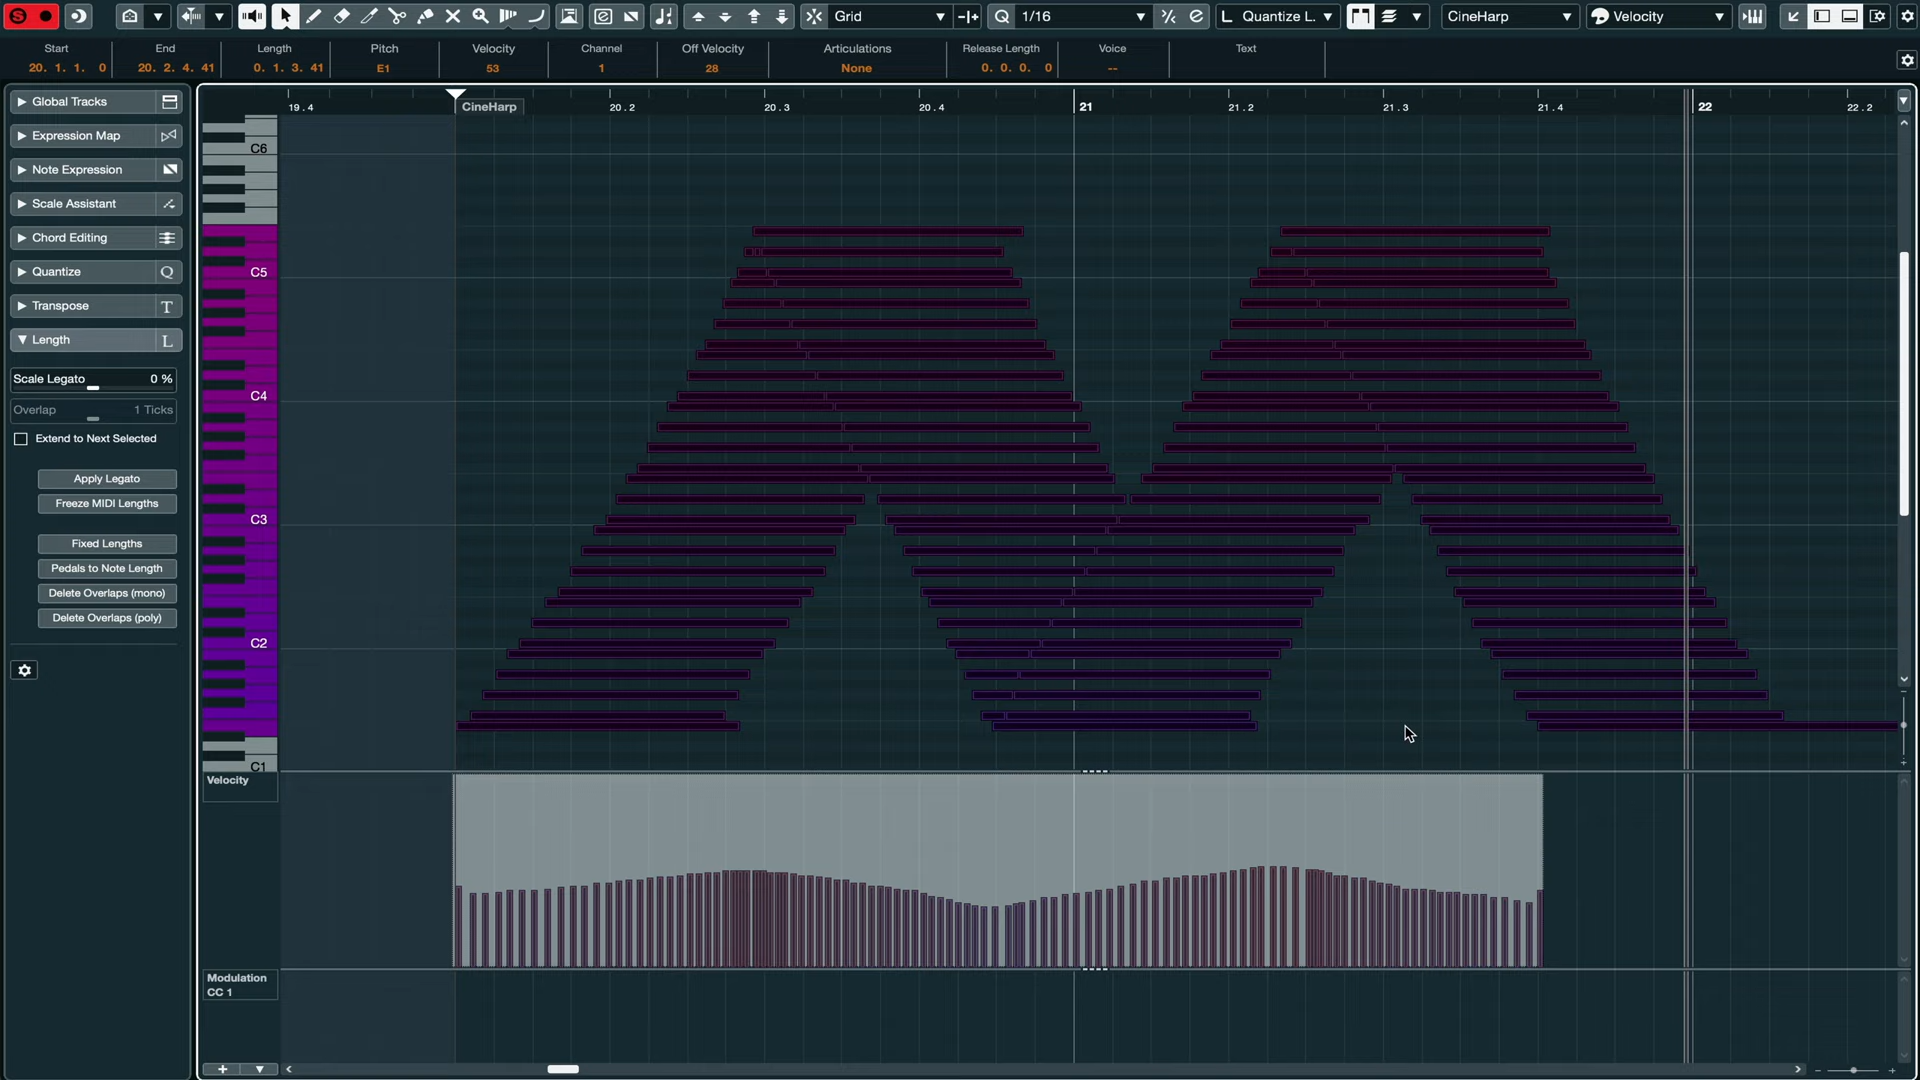 Grid
1/16
Quantize L.
CineHarp
Velocity
Start
End
Length
Pitch
Velocity
Channel
Off Velocity
Articulations
Release Length
Voice
Text
20. 1. 1. 0
20. 2. 4. 41
0. 1. 3. 41
E1
53
1
28
None
0. 0. 0. 0
--
Global Tracks
Expression Map
Note Expression
Scale Assistant
Chord Editing
Quantize Q
Transpose T
Length L
Scale Legato 0 %
Overlap 1 Ticks
Extend to Next Selected
Apply Legato
Freeze MIDI Lengths
Fixed Lengths
Pedals to Note Length
Delete Overlaps (mono)
Delete Overlaps (poly)
19.4
CineHarp
20.2
20.3
20.4
21
21.2
21.3
21.4
22
22.2
C6
C5
C4
C3
C2
C1
Velocity
Modulation
CC 1